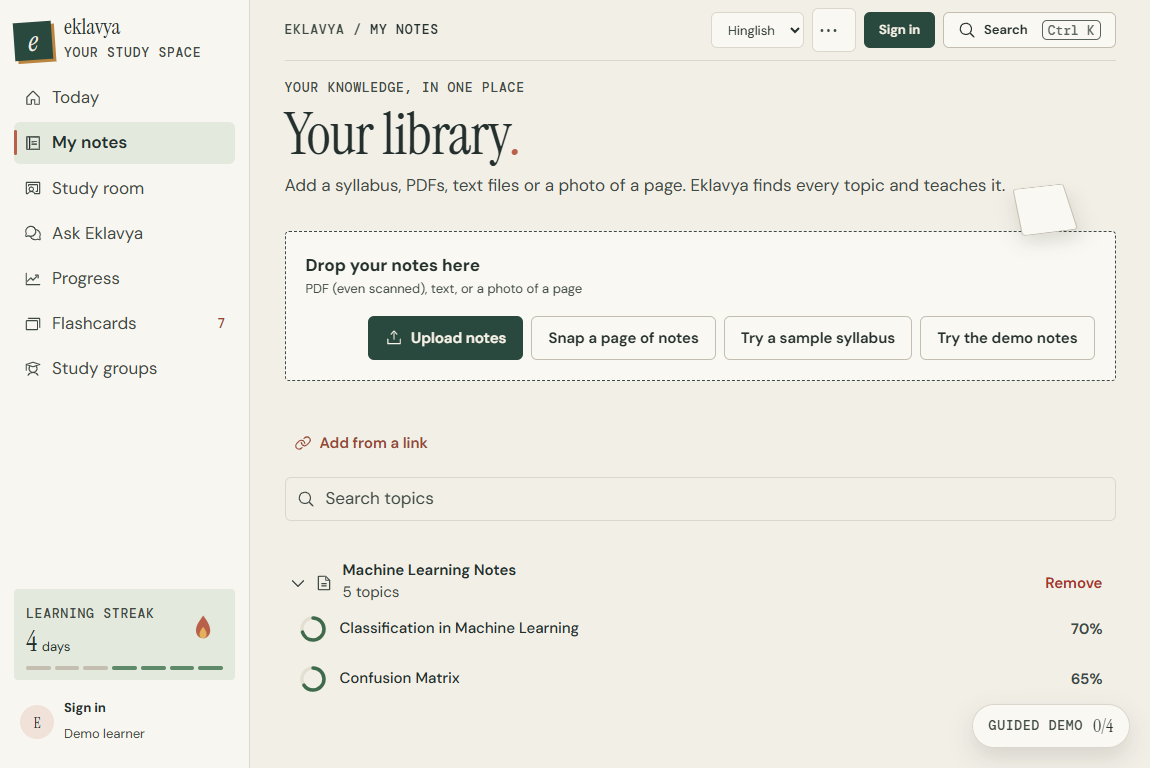 e
eklavya
YOUR STUDY SPACE
Today
My notes
Study room
Ask Eklavya
Progress
Flashcards 7
Study groups
LEARNING STREAK
4 days
E
Sign in
Demo learner
EKLAVYA / MY NOTES
Hinglish
...
Sign in
Search Ctrl K
YOUR KNOWLEDGE, IN ONE PLACE
Your library.
Add a syllabus, PDFs, text files or a photo of a page. Eklavya finds every topic and teaches it.
Drop your notes here
PDF (even scanned), text, or a photo of a page
Upload notes
Snap a page of notes
Try a sample syllabus
Try the demo notes
Add from a link
Search topics
Machine Learning Notes
5 topics
Remove
Classification in Machine Learning 70%
Confusion Matrix 65%
GUIDED DEMO 0/4